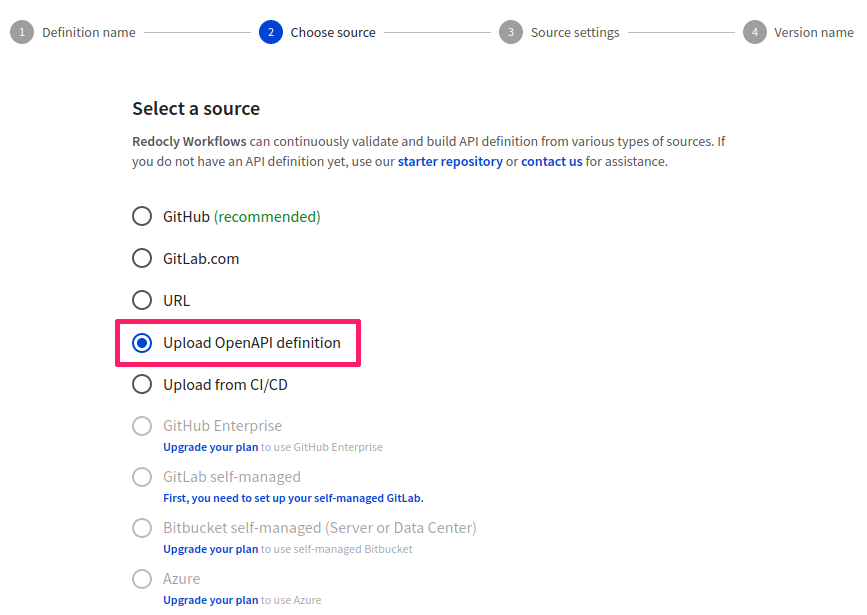 1 Definition name 2 Choose source 3 Source settings 4 Version name
Select a source
Redocly Workflows can continuously validate and build API definition from various types of sources. If
you do not have an API definition yet, use our starter repository or contact us for assistance.
GitHub (recommended)
GitLab.com
URL
Upload OpenAPI definition
Upload from CI/CD
GitHub Enterprise
Upgrade your plan to use GitHub Enterprise
GitLab self-managed
First, you need to set up your self-managed GitLab.
Bitbucket self-managed (Server or Data Center)
Upgrade your plan to use self-managed Bitbucket
Azure
Upgrade your plan to use Azure